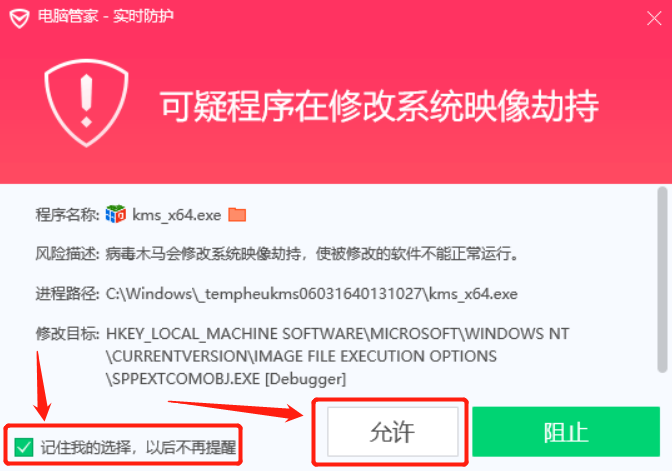 电脑管家 - 实时防护
可疑程序在修改系统映像劫持
程序名称: kms_x64.exe
风险描述: 病毒木马会修改系统映像劫持，使被修改的软件不能正常运行。
进程路径: C:\Windows\_tempheukms06031640131027\kms_x64.exe
修改目标: HKEY_LOCAL_MACHINE SOFTWARE\MICROSOFT\WINDOWS NT
\CURRENTVERSION\IMAGE FILE EXECUTION OPTIONS
\SPPEXTCOMOBJ.EXE [Debugger]
记住我的选择，以后不再提醒
允许
阻止